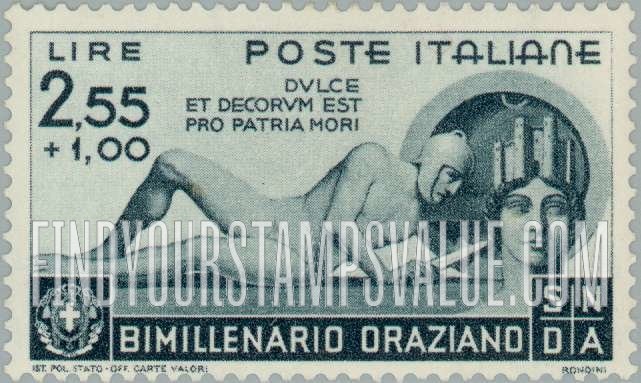 LIRE
POSTE ITALIANE
2,55
+ 1,00
DVLCE
ET DECORVM EST
PRO PATRIA MORI
FINDYOURSTAMPSVALUE.COM
BIMILLENARIO ORAZIANO
S N
D A
IST. POL. STATO - OFF. CARTE VALORI
RONDINI